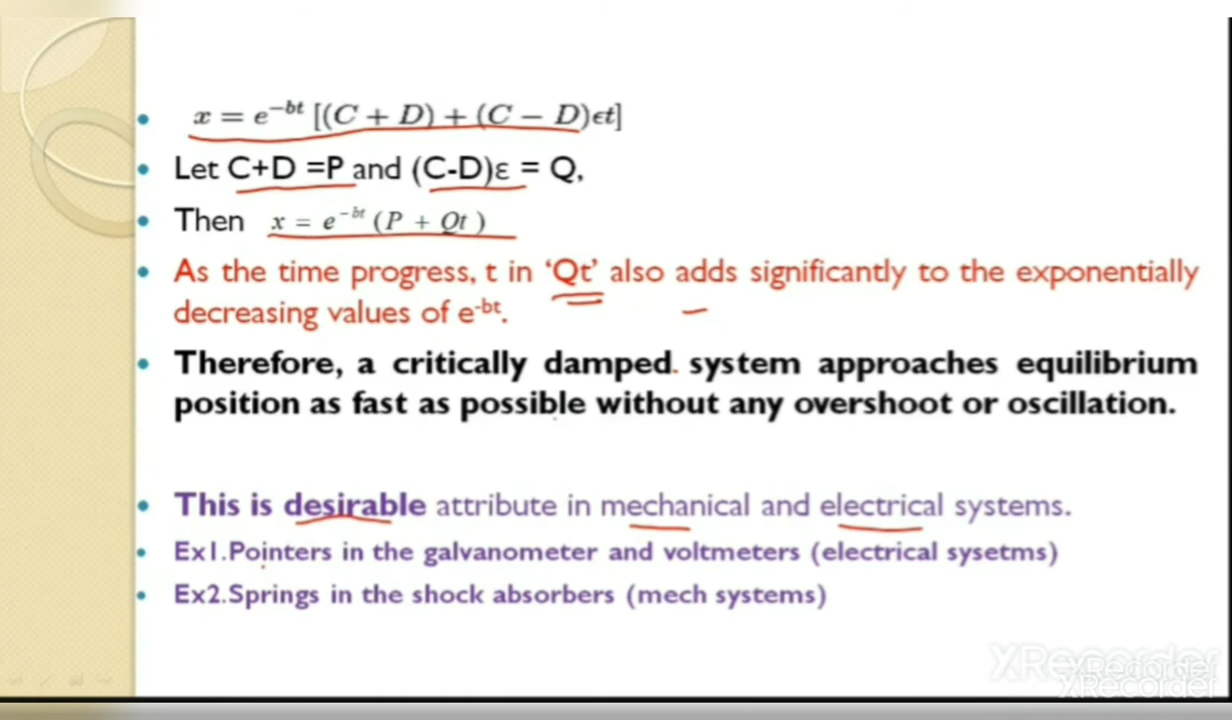 • x = e^{-bt} [(C + D) + (C − D)ϵt]
• Let C+D =P and (C-D)ε = Q,
• Then x = e^{-bt} (P + Qt )
• As the time progress, t in ‘Qt’ also adds significantly to the exponentially
decreasing values of e^{-bt}.
• Therefore, a critically damped system approaches equilibrium
position as fast as possible without any overshoot or oscillation.
• This is desirable attribute in mechanical and electrical systems.
• Ex1.Pointers in the galvanometer and voltmeters (electrical sysetms)
• Ex2.Springs in the shock absorbers (mech systems)
XRecorder
XRecorder
XRecorder